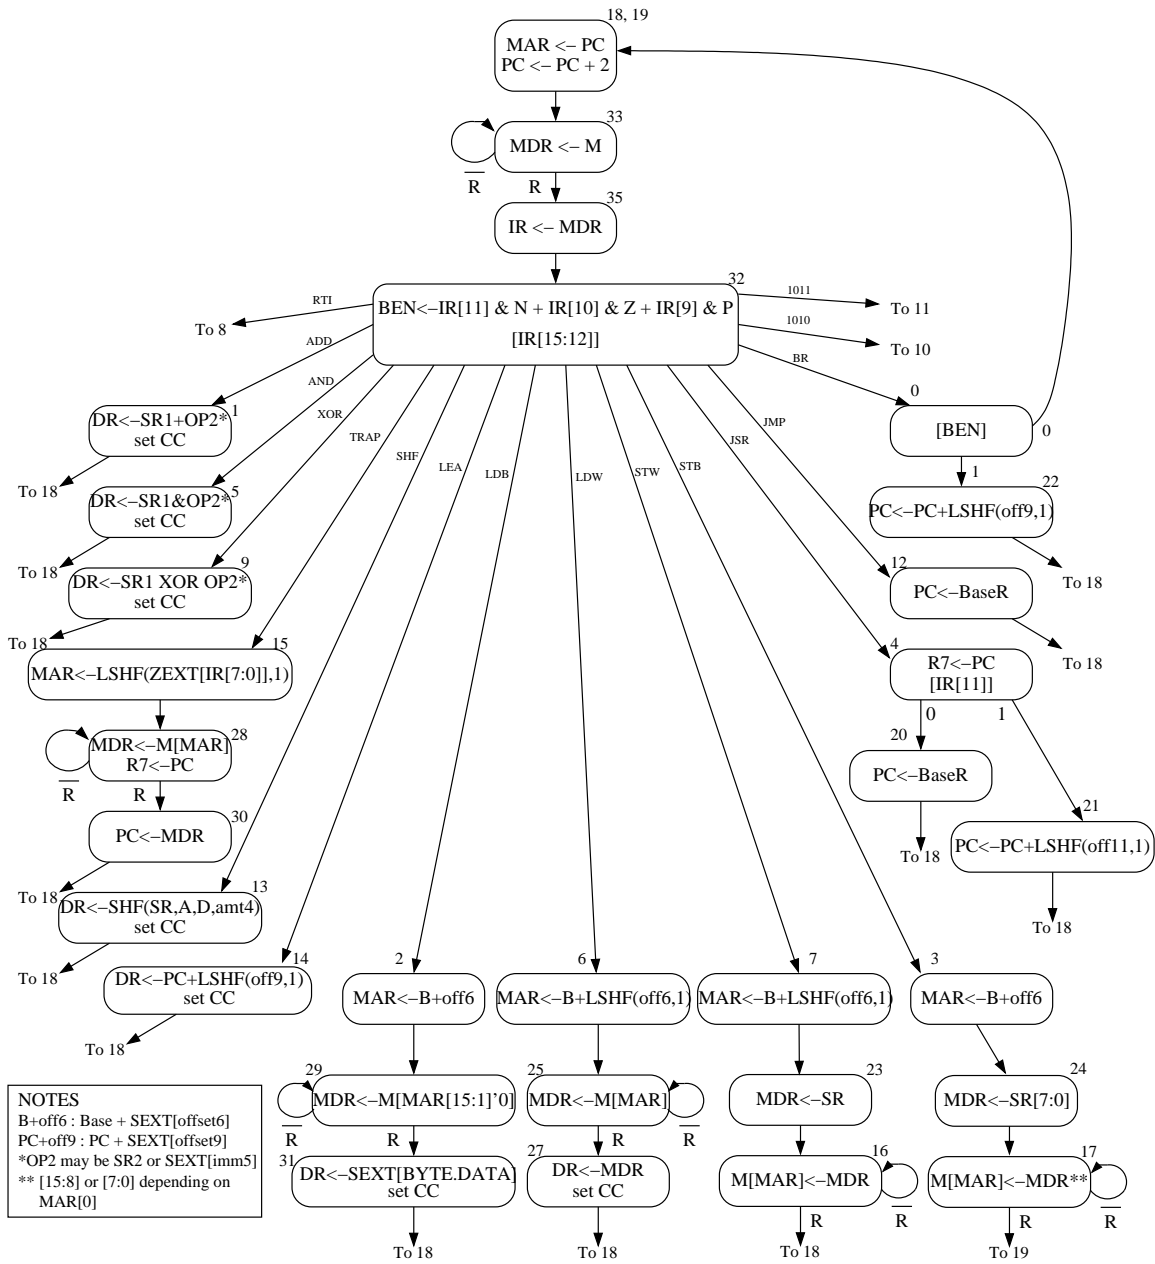 18, 19
MAR <– PC
PC <– PC + 2
33
MDR <– M
R̅
R
35
IR <– MDR
32
BEN<–IR[11] & N + IR[10] & Z + IR[9] & P
[IR[15:12]]
RTI
To 8
1011
To 11
1010
To 10
ADD
AND
XOR
TRAP
SHF
LEA
LDB
LDW
STW
STB
JSR
JMP
BR
1
DR<–SR1+OP2*
set CC
To 18
5
DR<–SR1&OP2*
set CC
To 18
9
DR<–SR1 XOR OP2*
set CC
To 18
15
MAR<–LSHF(ZEXT[IR[7:0]],1)
28
MDR<–M[MAR]
R7<–PC
R̅
R
30
PC<–MDR
To 18
13
DR<–SHF(SR,A,D,amt4)
set CC
To 18
14
DR<–PC+LSHF(off9,1)
set CC
To 18
0
[BEN]
0
1
22
PC<–PC+LSHF(off9,1)
To 18
12
PC<–BaseR
To 18
4
R7<–PC
[IR[11]]
0
1
20
PC<–BaseR
To 18
21
PC<–PC+LSHF(off11,1)
To 18
2
MAR<–B+off6
29
MDR<–M[MAR[15:1]’0]
R̅
R
31
DR<–SEXT[BYTE.DATA]
set CC
To 18
6
MAR<–B+LSHF(off6,1)
25
MDR<–M[MAR]
R̅
R
27
DR<–MDR
set CC
To 18
7
MAR<–B+LSHF(off6,1)
23
MDR<–SR
16
M[MAR]<–MDR
R̅
R
To 18
3
MAR<–B+off6
24
MDR<–SR[7:0]
17
M[MAR]<–MDR**
R̅
R
To 19
NOTES
B+off6 : Base + SEXT[offset6]
PC+off9 : PC + SEXT[offset9]
*OP2 may be SR2 or SEXT[imm5]
** [15:8] or [7:0] depending on
MAR[0]